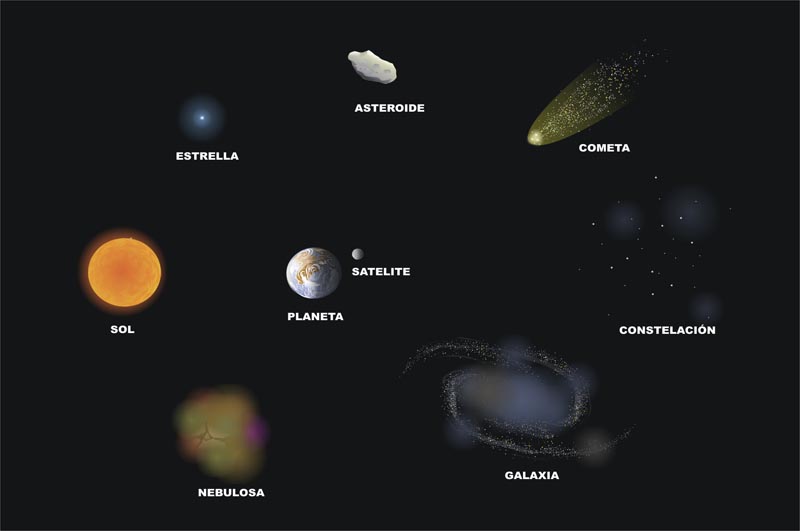 ASTEROIDE
COMETA
ESTRELLA
SATELITE
PLANETA
SOL
CONSTELACIÓN
GALAXIA
NEBULOSA